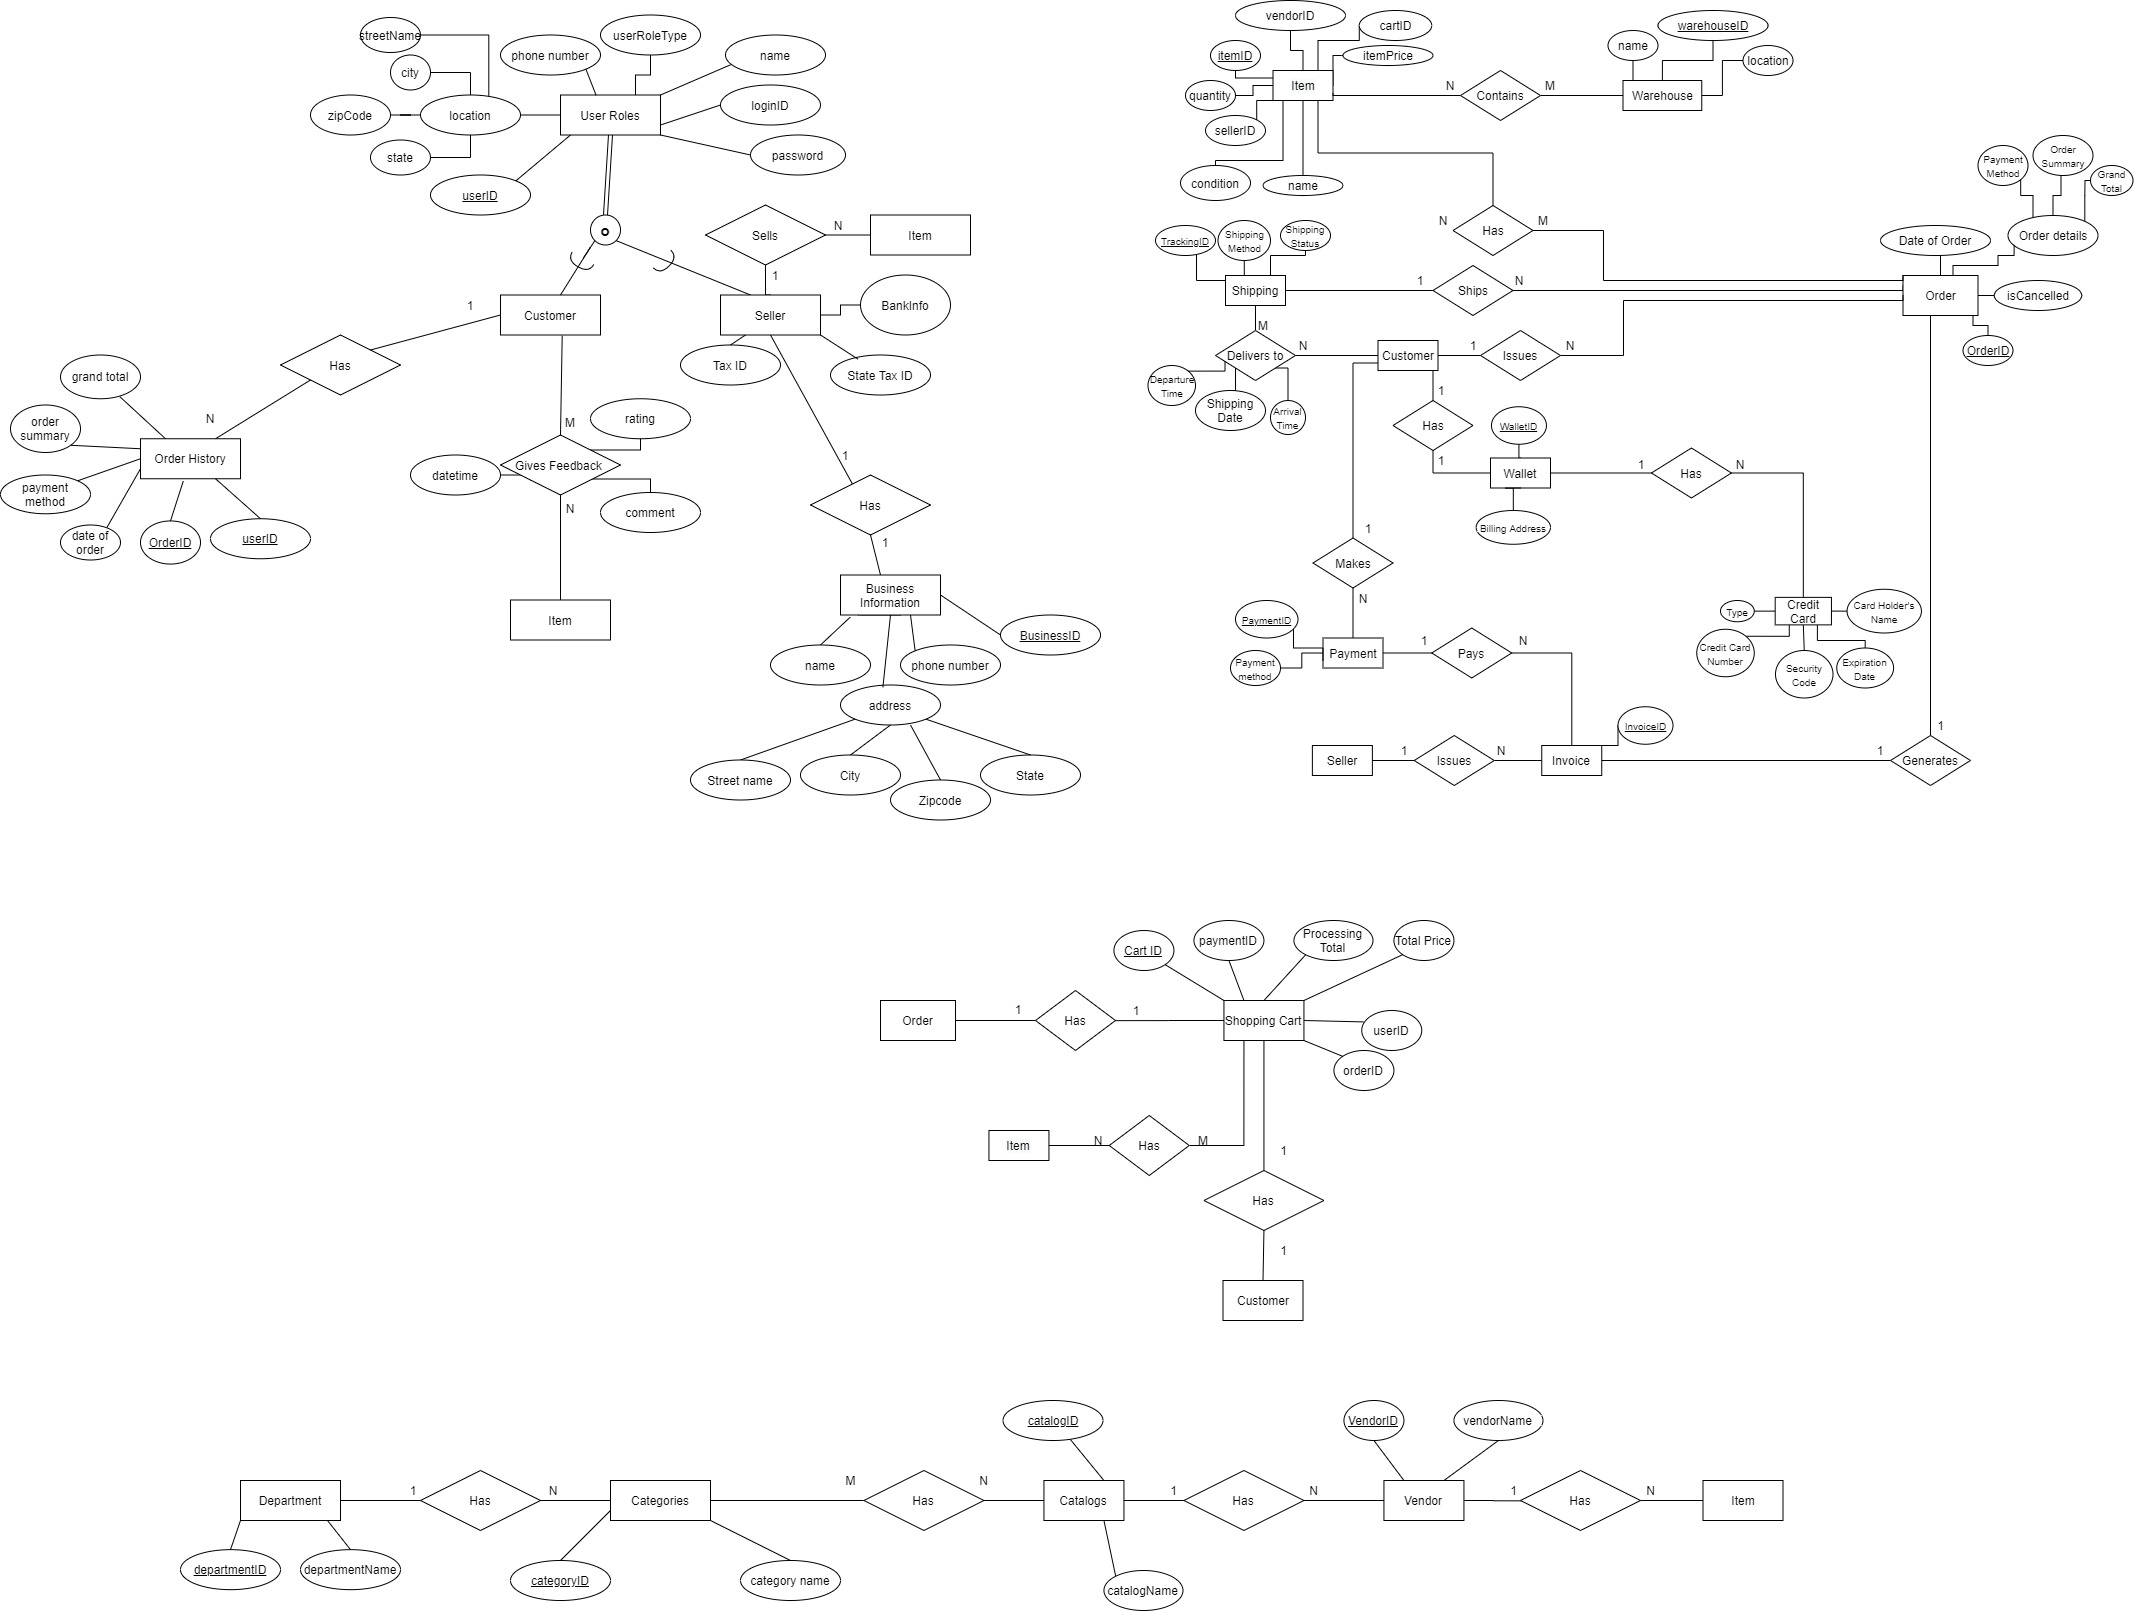 streetName
city
zipCode
location
state
phone number
userRoleType
name
loginID
password
User Roles
userID
o
Customer
Seller
Sells
N
Item
1
BankInfo
Tax ID
State Tax ID
1
Has
N
grand total
order
summary
Order History
payment
method
date of
order
OrderID
userID
M
rating
Gives Feedback
datetime
comment
N
Item
1
Has
1
Business
Information
BusinessID
name
phone number
address
Street name
City
Zipcode
State
vendorID
cartID
itemID
itemPrice
Item
quantity
sellerID
condition
name
N
Contains
M
name
warehouseID
location
Warehouse
N
Has
M
Payment
Method
Order
Summary
Grand
Total
Order details
Date of Order
Order
isCancelled
OrderID
TrackingID
Shipping
Method
Shipping
Status
Shipping
1
Ships
N
M
Delivers to
N
Departure
Time
Shipping
Date
Arrival
Time
Customer
1
Issues
N
1
Has
1
WalletID
Wallet
Billing Address
1
Has
N
Type
Credit
Card
Card Holder's
Name
Credit Card
Number
Security
Code
Expiration
Date
1
Makes
N
PaymentID
Payment
method
Payment
1
Pays
N
InvoiceID
Seller
1
Issues
N
Invoice
1
Generates
1
Cart ID
paymentID
Processing
Total
Total Price
Order
1
Has
1
Shopping Cart
userID
orderID
Item
N
Has
M
1
Has
1
Customer
Department
departmentID
departmentName
1
Has
N
Categories
categoryID
category name
M
Has
N
catalogID
Catalogs
catalogName
1
Has
N
VendorID
vendorName
Vendor
1
Has
N
Item